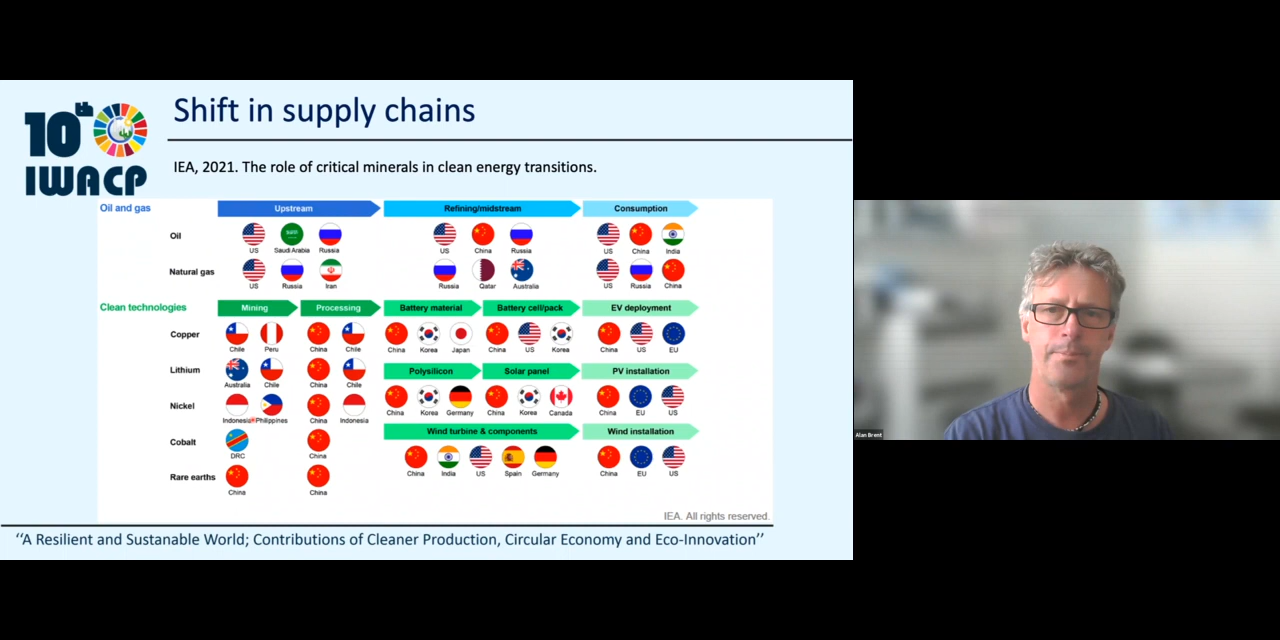 10th
IWACP
Shift in supply chains
IEA, 2021. The role of critical minerals in clean energy transitions.
Oil and gas Upstream Refining/midstream Consumption
Oil
US Saudi Arabia Russia US China Russia US China India
Natural gas
US Russia Iran Russia Qatar Australia US Russia China
Clean technologies Mining Processing Battery material Battery cell/pack EV deployment
Copper
Chile Peru China Chile China Korea Japan China US Korea China US EU
Lithium
Australia Chile China Chile
Polysilicon Solar panel PV installation
Nickel
Indonesia Philippines China Indonesia China Korea Germany China Korea Canada China EU US
Wind turbine & components Wind installation
Cobalt
DRC China
China India US Spain Germany China EU US
Rare earths
China China
IEA. All rights reserved.
‘‘A Resilient and Sustanable World; Contributions of Cleaner Production, Circular Economy and Eco-Innovation’’
Alan Brent